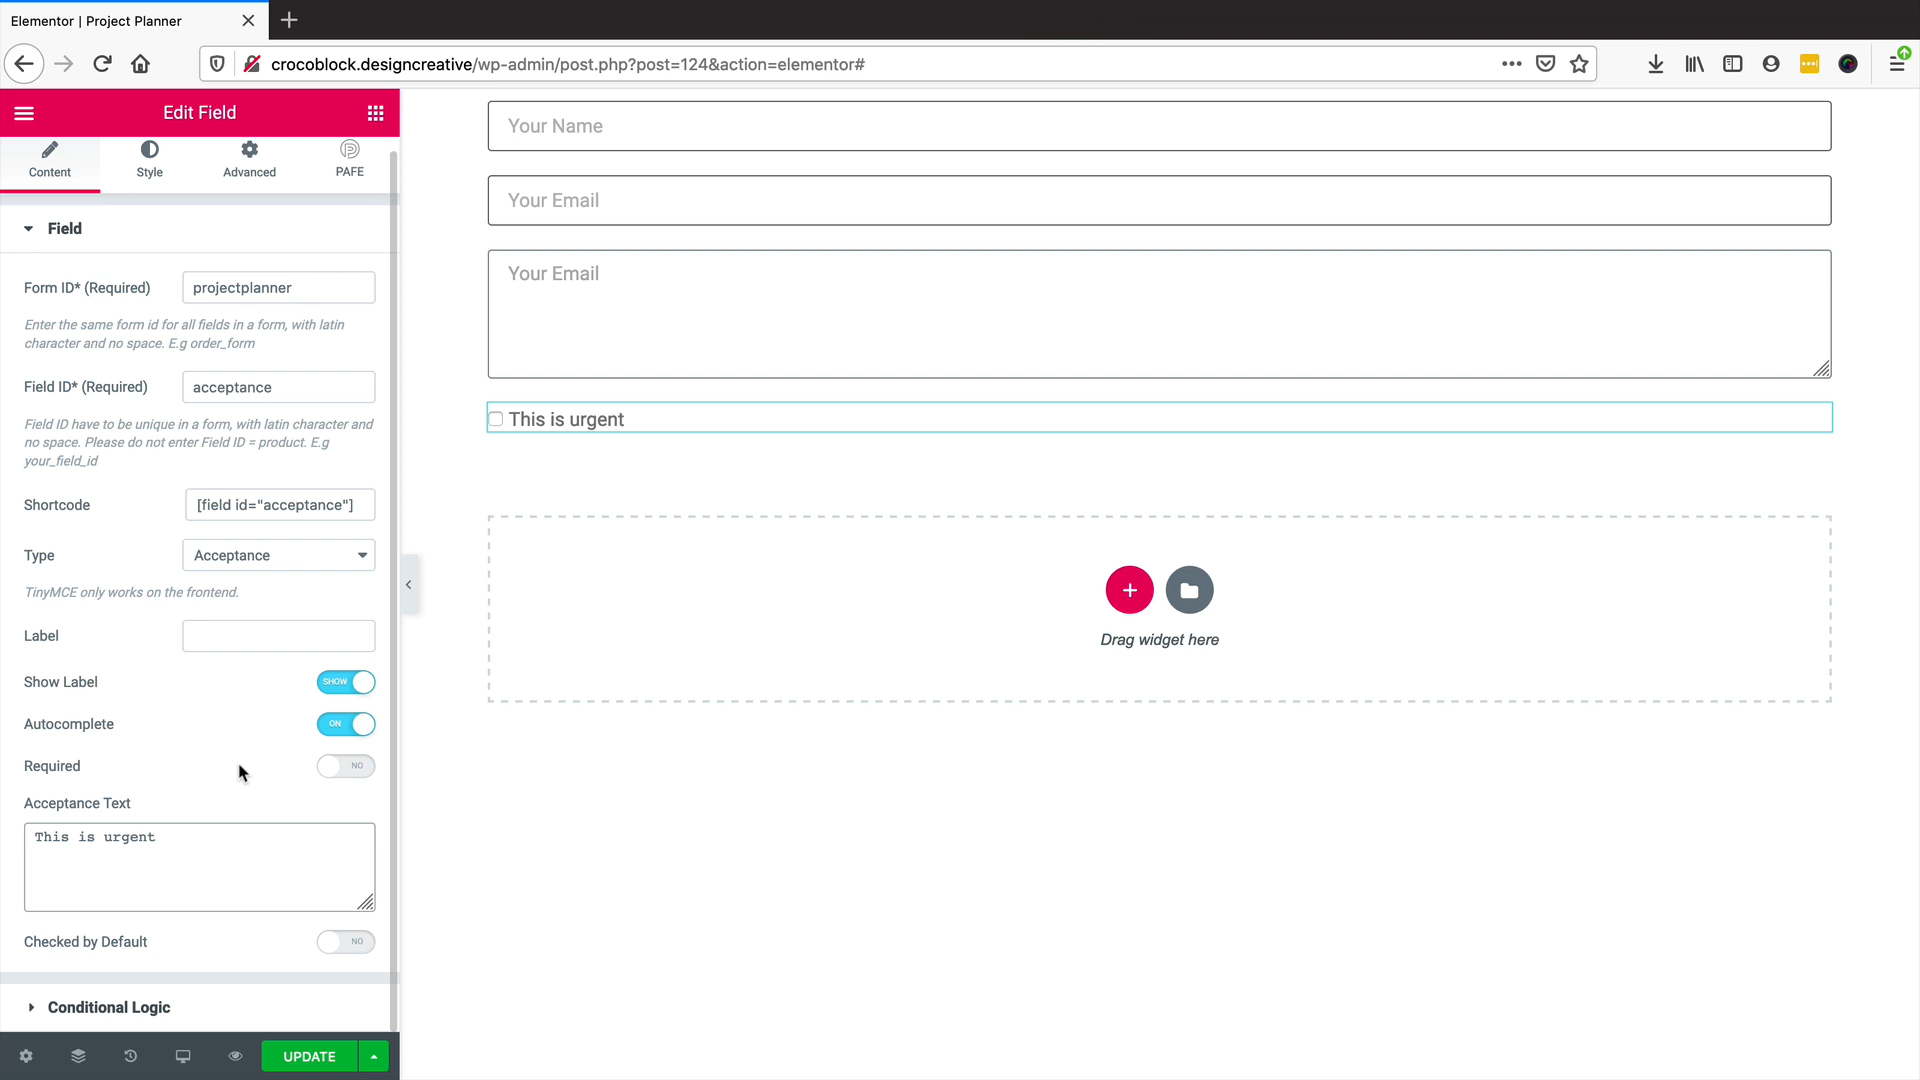 Elementor | Project Planner
crocoblock.designcreative/wp-admin/post.php?post=124&action=elementor#
Edit Field
Content
Style
Advanced
PAFE
Field
Form ID* (Required)
projectplanner
Enter the same form id for all fields in a form, with latin
character and no space. E.g order_form
Field ID* (Required)
acceptance
Field ID have to be unique in a form, with latin character and
no space. Please do not enter Field ID = product. E.g
your_field_id
Shortcode
[field id="acceptance"]
Type
Acceptance
TinyMCE only works on the frontend.
Label
Show Label
SHOW
Autocomplete
ON
Required
NO
Acceptance Text
This is urgent
Checked by Default
NO
Conditional Logic
UPDATE
Your Name
Your Email
Your Email
This is urgent
Drag widget here